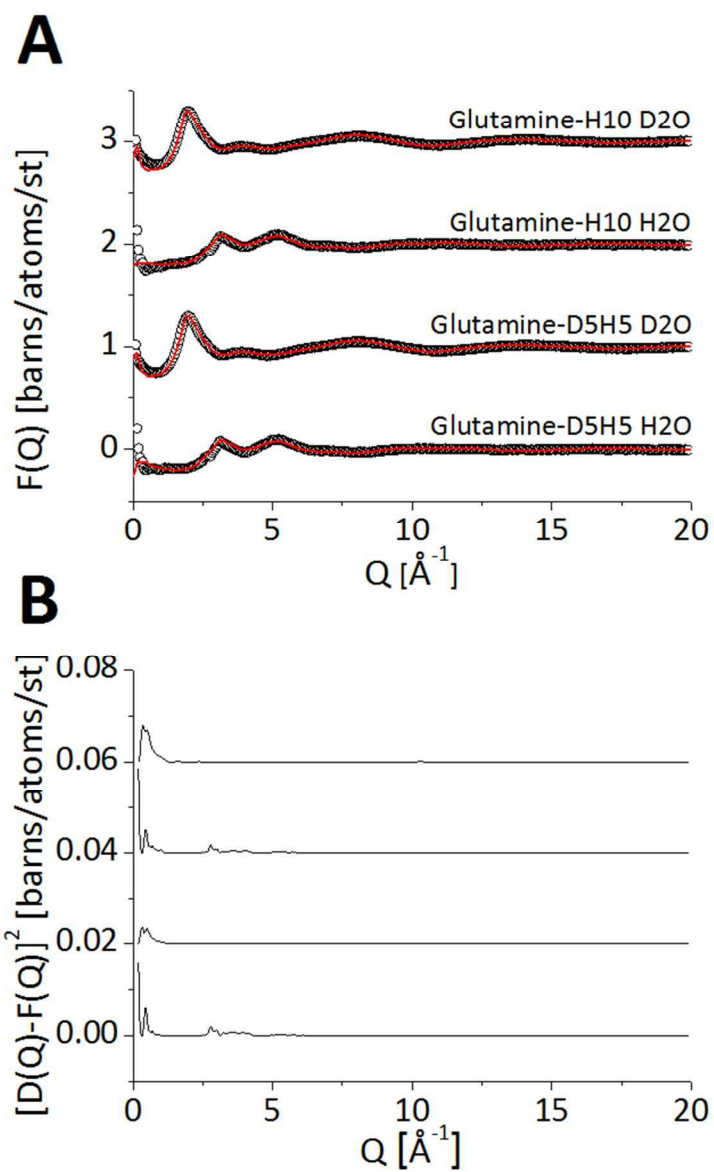 A
F(Q) [barns/atoms/st]
3
2
1
0
Glutamine-H10 D2O
Glutamine-H10 H2O
Glutamine-D5H5 D2O
Glutamine-D5H5 H2O
0 5 10 15 20
Q [Å⁻¹]
B
[D(Q)-F(Q)]² [barns/atoms/st]
0.08
0.06
0.04
0.02
0.00
0 5 10 15 20
Q [Å⁻¹]